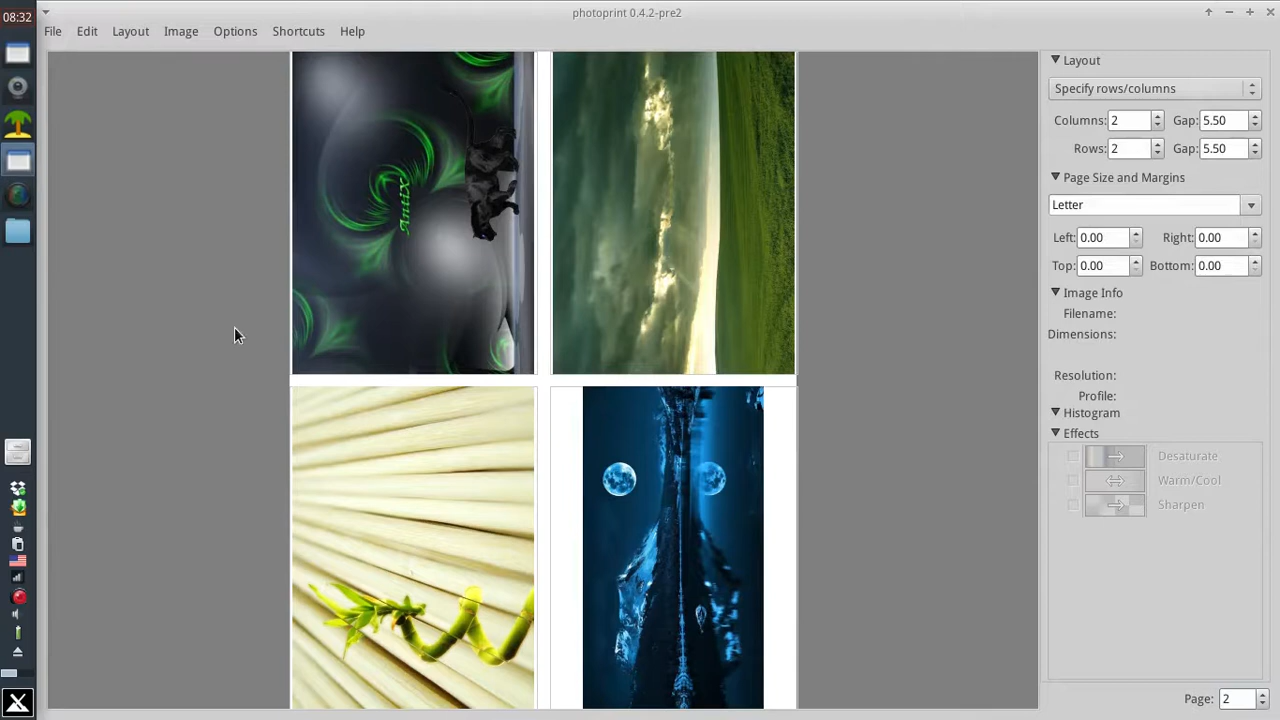 08:32
photoprint 0.4.2-pre2
File Edit Layout Image Options Shortcuts Help
AntiX
Layout
Specify rows/columns
Columns: 2 Gap: 5.50
Rows: 2 Gap: 5.50
Page Size and Margins
Letter
Left: 0.00 Right: 0.00
Top: 0.00 Bottom: 0.00
Image Info
Filename:
Dimensions:
Resolution:
Profile:
Histogram
Effects
Desaturate
Warm/Cool
Sharpen
Page: 2